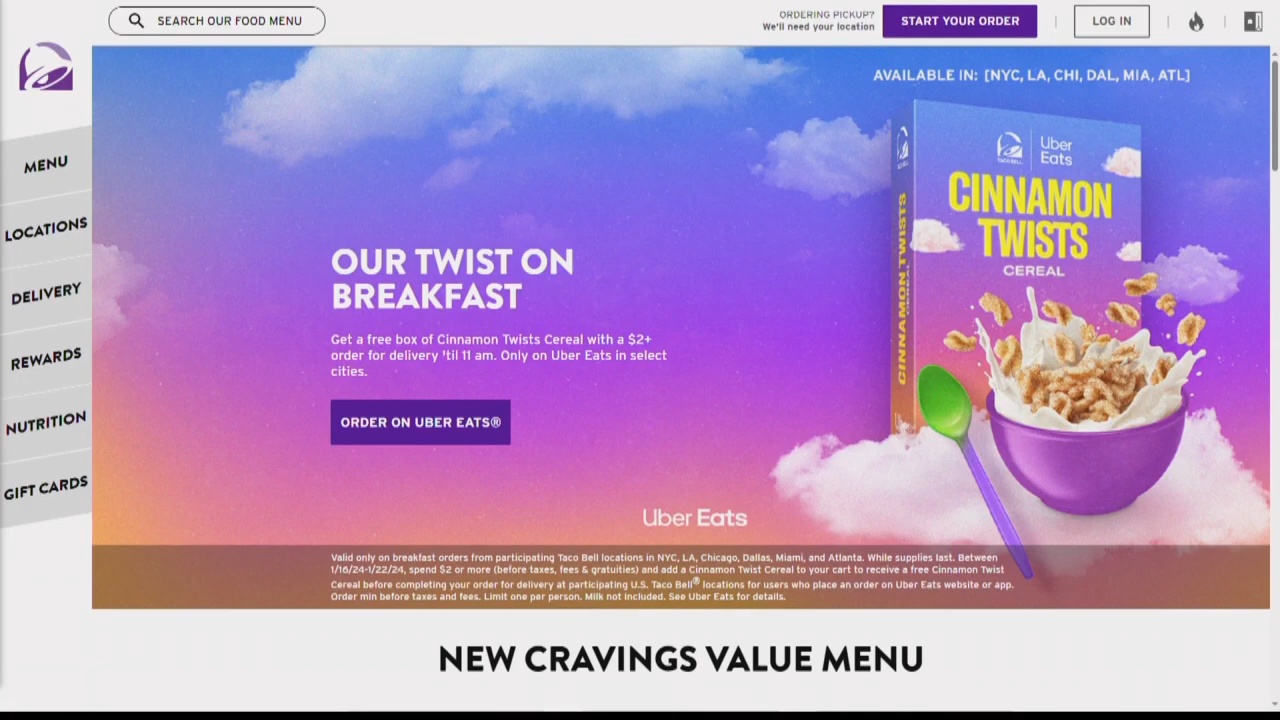 SEARCH OUR FOOD MENU
ORDERING PICKUP?
We'll need your location
START YOUR ORDER
LOG IN
MENU
LOCATIONS
DELIVERY
REWARDS
NUTRITION
GIFT CARDS
AVAILABLE IN: [NYC, LA, CHI, DAL, MIA, ATL]
OUR TWIST ON
BREAKFAST
Get a free box of Cinnamon Twists Cereal with a $2+
order for delivery 'til 11 am. Only on Uber Eats in select
cities.
ORDER ON UBER EATS®
TACO BELL
Uber
Eats
CINNAMON
TWISTS
CEREAL
CINNAMON TWISTS
CEREAL
Uber Eats
Valid only on breakfast orders from participating Taco Bell locations in NYC, LA, Chicago, Dallas, Miami, and Atlanta. While supplies last. Between
1/16/24-1/22/24, spend $2 or more (before taxes, fees & gratuities) and add a Cinnamon Twist Cereal to your cart to receive a free Cinnamon Twist
Cereal before completing your order for delivery at participating U.S. Taco Bell® locations for users who place an order on Uber Eats website or app.
Order min before taxes and fees. Limit one per person. Milk not included. See Uber Eats for details.
NEW CRAVINGS VALUE MENU